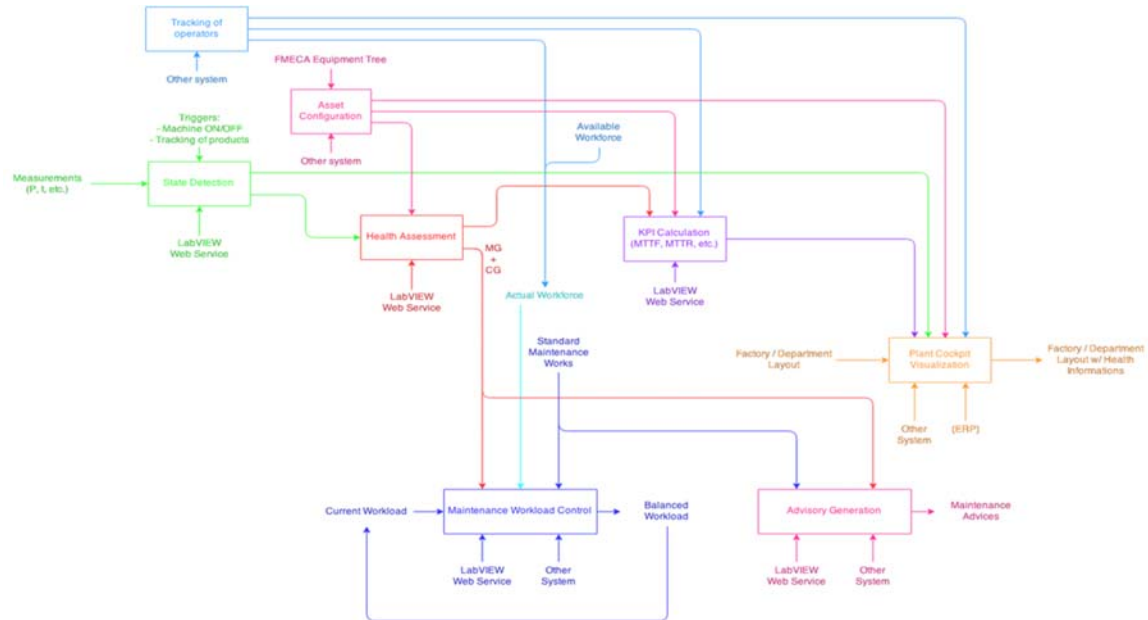 Tracking of
operators
Other system
FMECA Equipment Tree
Asset
Configuration
Other system
Triggers:
- Machine ON/OFF
- Tracking of products
Available
Workforce
Measurements
(P, t, etc.)
State Detection
LabVIEW
Web Service
Health Assessment
MG
+
CG
LabVIEW
Web Service
KPI Calculation
(MTTF, MTTR, etc.)
LabVIEW
Web Service
Actual Workforce
Standard
Maintenance
Works
Factory / Department
Layout
Plant Cockpit
Visualization
Factory / Department
Layout w/ Health
Informations
Other
System
(ERP)
Current Workload
Maintenance Workload Control
Balanced
Workload
LabVIEW
Web Service
Other
System
Advisory Generation
Maintenance
Advices
LabVIEW
Web Service
Other
System